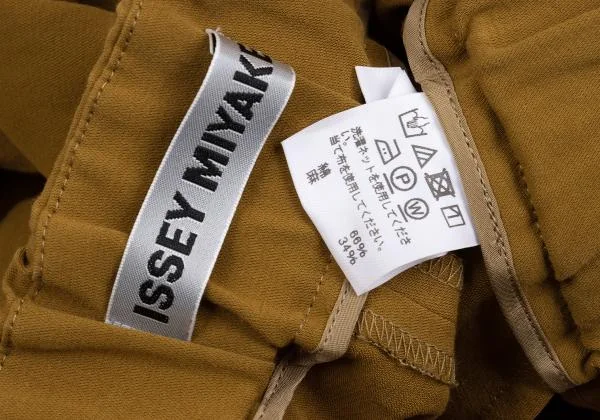 ISSEY MIYAKE
P W
洗濯ネットを使用してくださ
い。
当て布を使用してください。
綿 66%
麻 34%